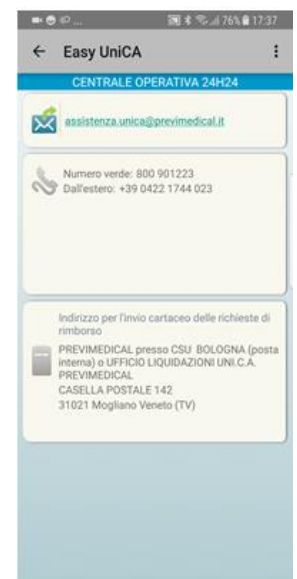 ... 76% 17:37
Easy UniCA
CENTRALE OPERATIVA 24H24
assistenza.unica@previmedical.it
Numero verde: 800 901223
Dall'estero: +39 0422 1744 023
Indirizzo per l'invio cartaceo delle richieste di
rimborso
PREVIMEDICAL presso CSU BOLOGNA (posta
interna) o UFFICIO LIQUIDAZIONI UNI.C.A.
PREVIMEDICAL
CASELLA POSTALE 142
31021 Mogliano Veneto (TV)